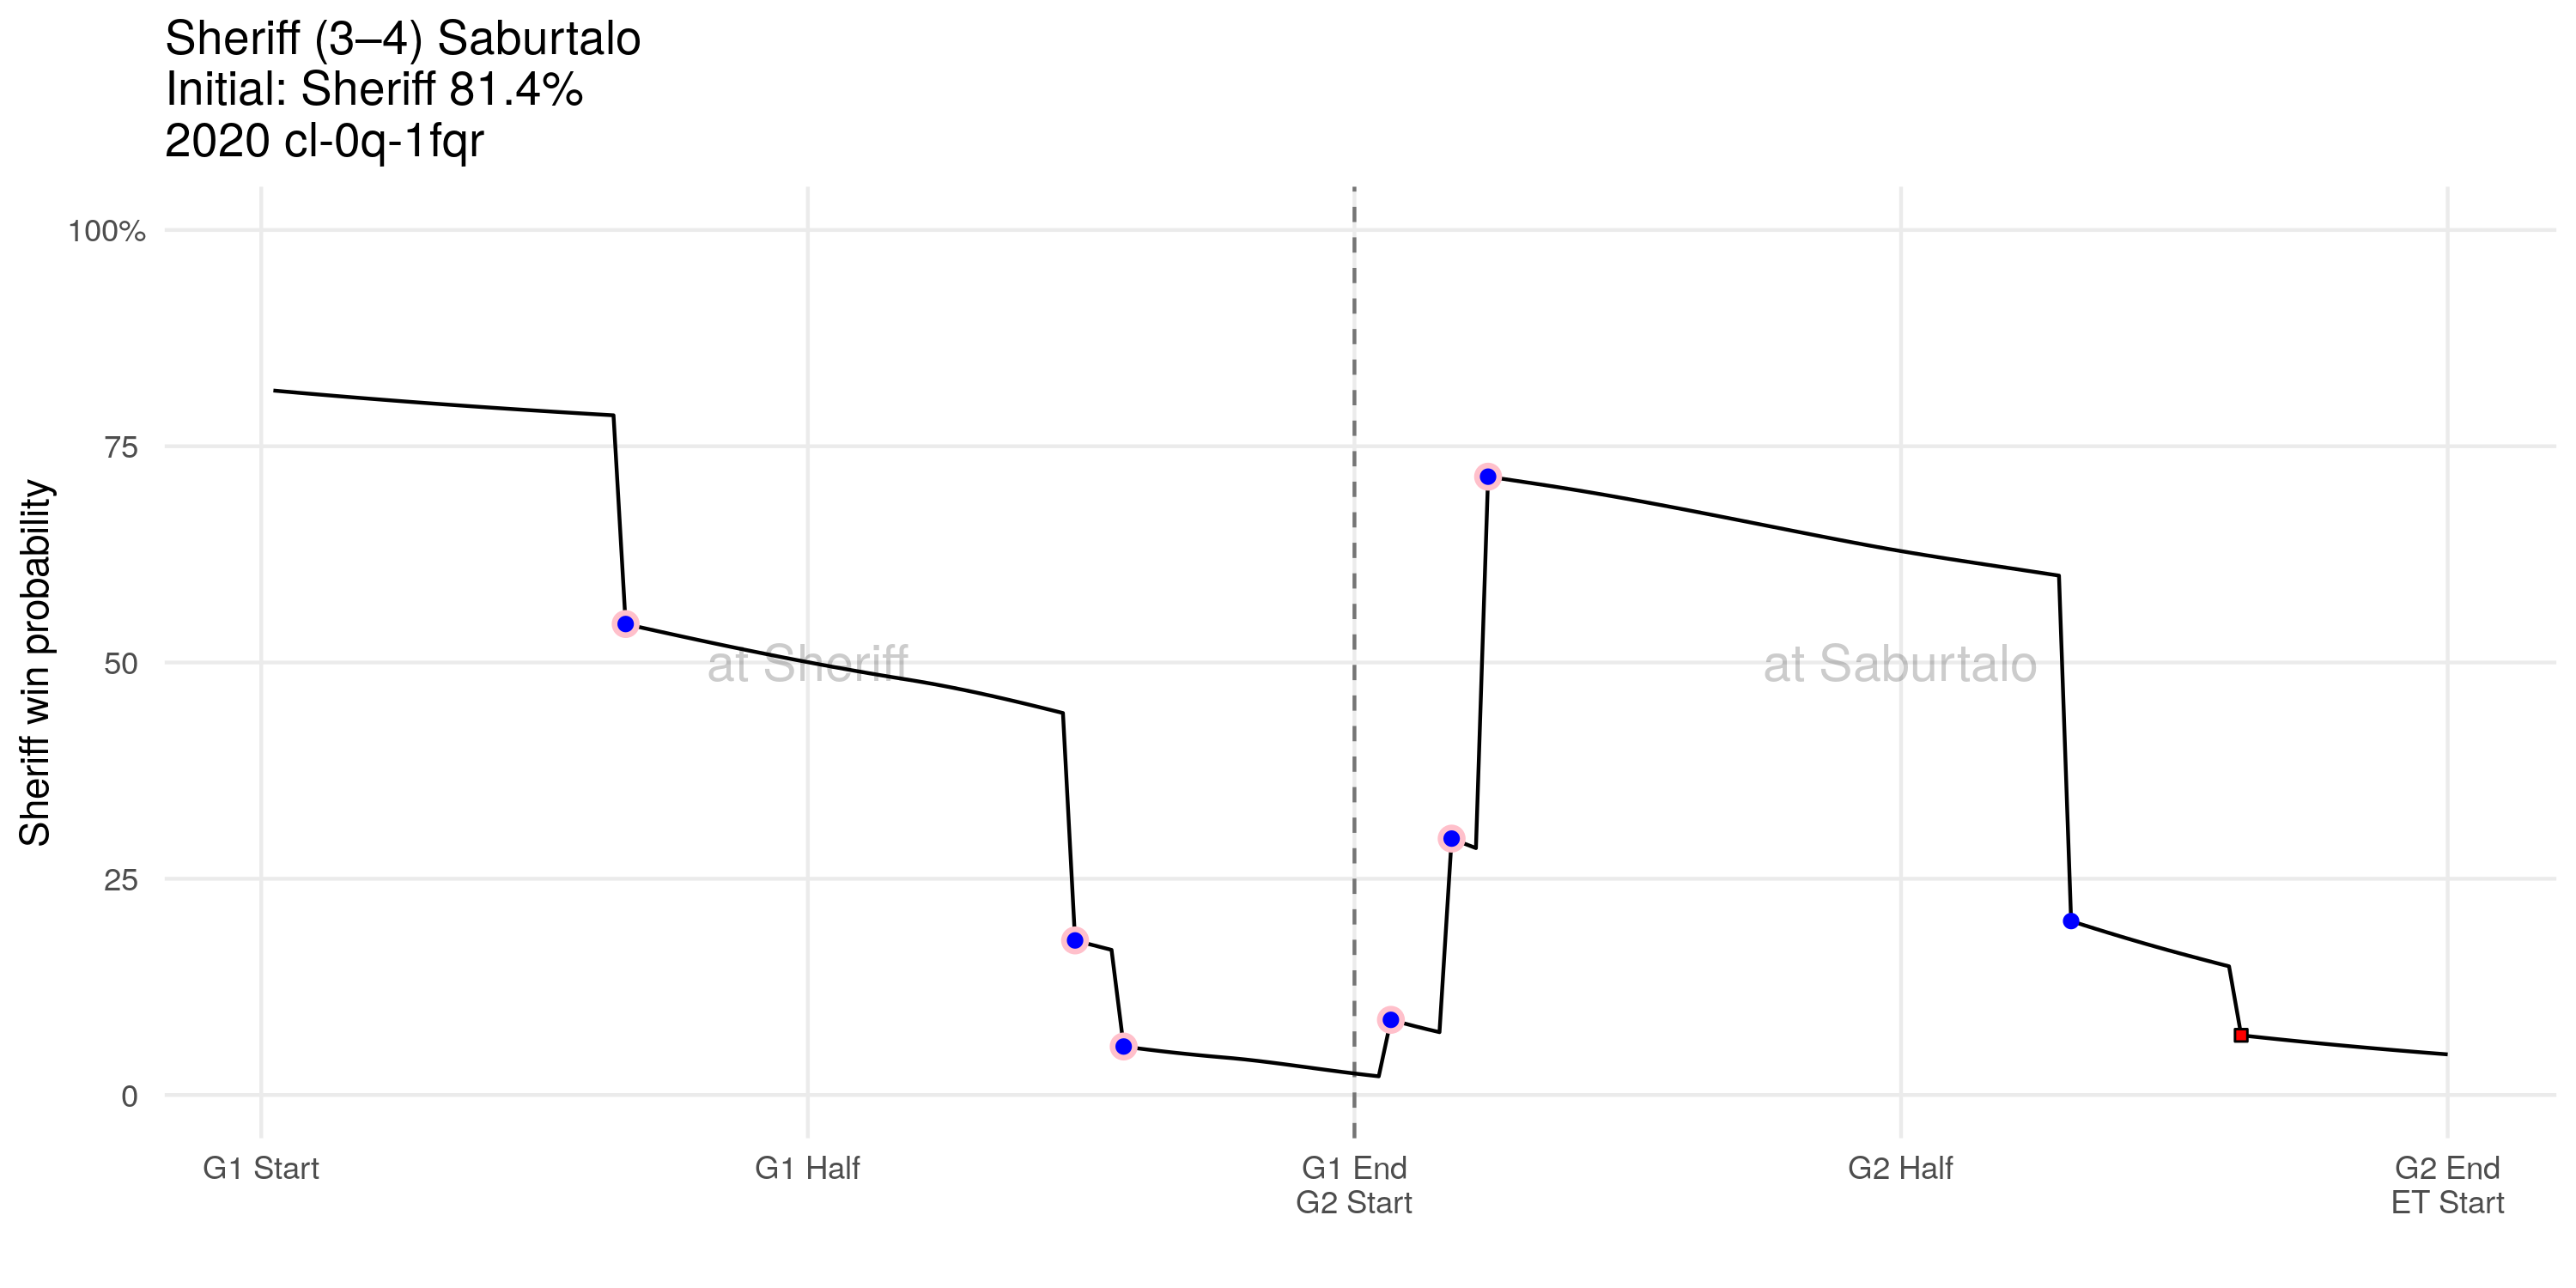 Sheriff (3–4) Saburtalo
Initial: Sheriff 81.4%
2020 cl-0q-1fqr
Sheriff win probability
100%
75
50
25
0
at Sheriff
at Saburtalo
G1 Start
G1 Half
G1 End
G2 Start
G2 Half
G2 End
ET Start